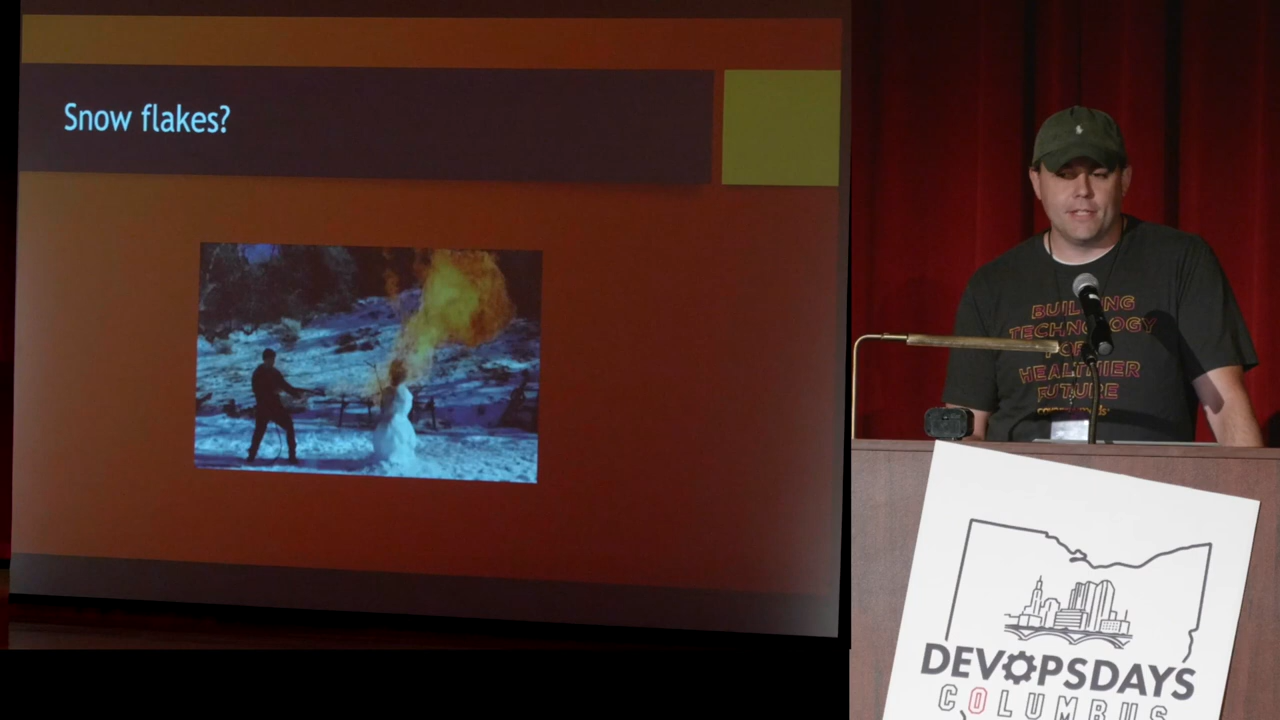 Snow flakes?
BUILDING
TECHNOLOGY
FOR
HEALTHIER
FUTURE
DEVOPSDAYS
COLUMBUS